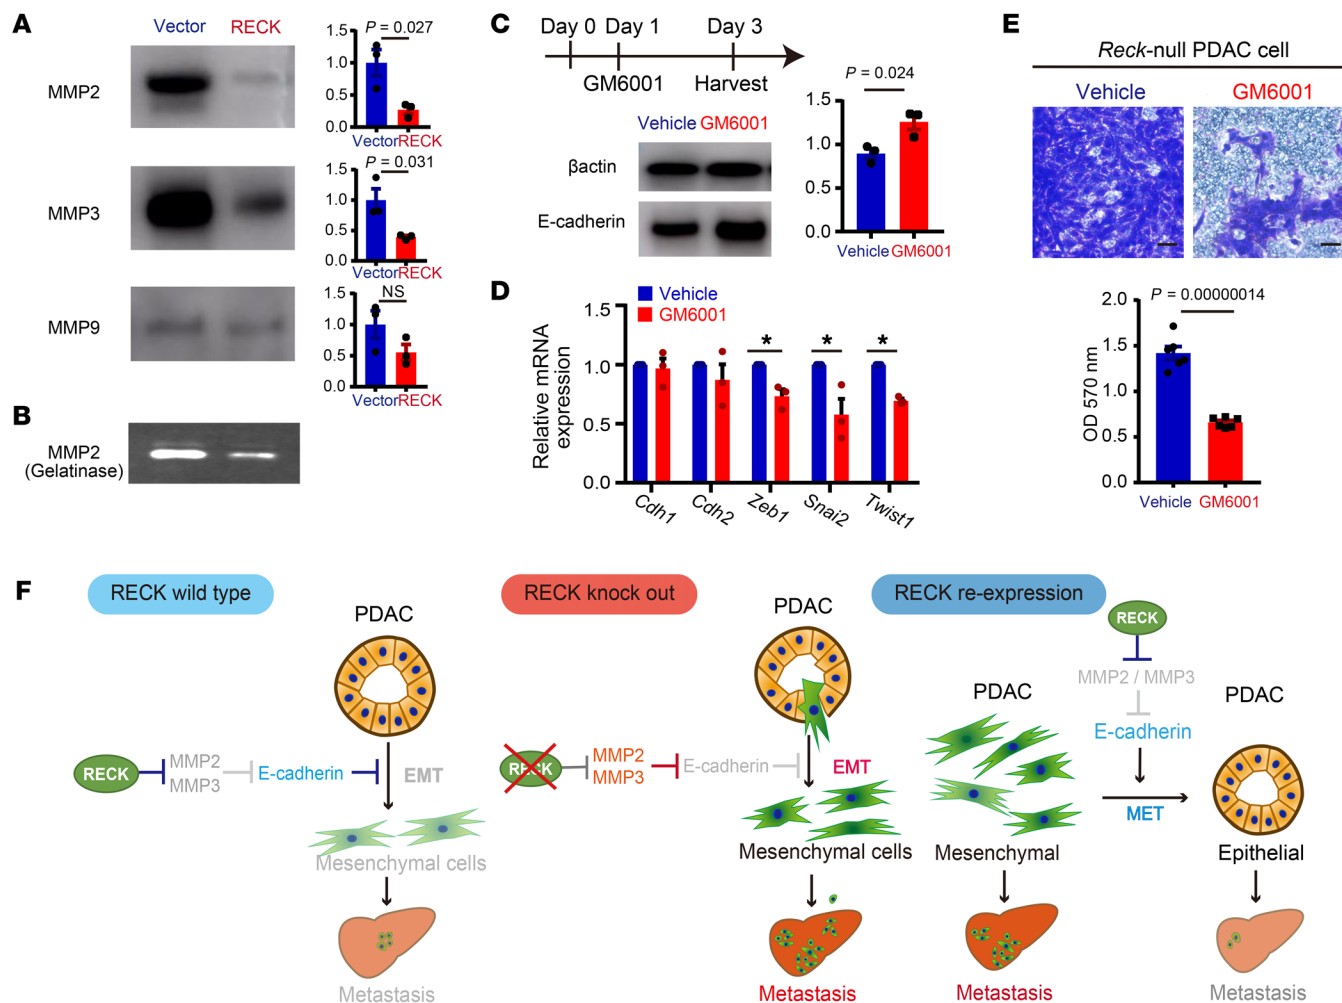 A
Vector RECK
MMP2
1.5
1.0
0.5
0.0
P = 0.027
Vector RECK
MMP3
1.5
1.0
0.5
0.0
P = 0.031
Vector RECK
MMP9
1.5
1.0
0.5
0.0
NS
Vector RECK
B
MMP2
(Gelatinase)
C
Day 0 Day 1 Day 3
GM6001 Harvest
Vehicle GM6001
βactin
E-cadherin
P = 0.024
1.5
1.0
0.5
0.0
Vehicle GM6001
D
Relative mRNA
expression
1.5
1.0
0.5
0.0
Vehicle
GM6001
* * *
Cdh1 Cdh2 Zeb1 Snai2 Twist1
E
Reck-null PDAC cell
Vehicle GM6001
P = 0.00000014
OD 570 nm
2.0
1.5
1.0
0.5
0.0
Vehicle GM6001
F
RECK wild type
PDAC
RECK
MMP2
MMP3
E-cadherin
EMT
Mesenchymal cells
Metastasis
RECK knock out
PDAC
RECK
MMP2
MMP3
E-cadherin
EMT
Mesenchymal cells
Metastasis
RECK re-expression
RECK
MMP2 / MMP3
E-cadherin
PDAC
PDAC
MET
Mesenchymal
Epithelial
Metastasis
Metastasis